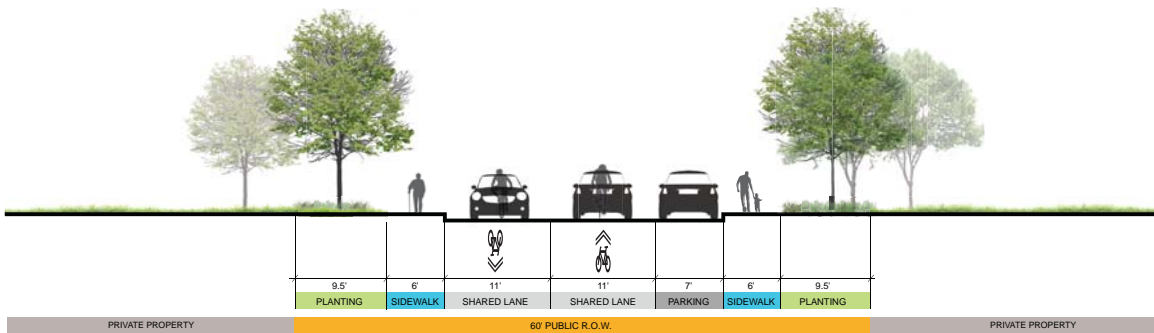 9.5' 6' 11' 11' 7' 6' 9.5'
PLANTING SIDEWALK SHARED LANE SHARED LANE PARKING SIDEWALK PLANTING
PRIVATE PROPERTY 60' PUBLIC R.O.W. PRIVATE PROPERTY